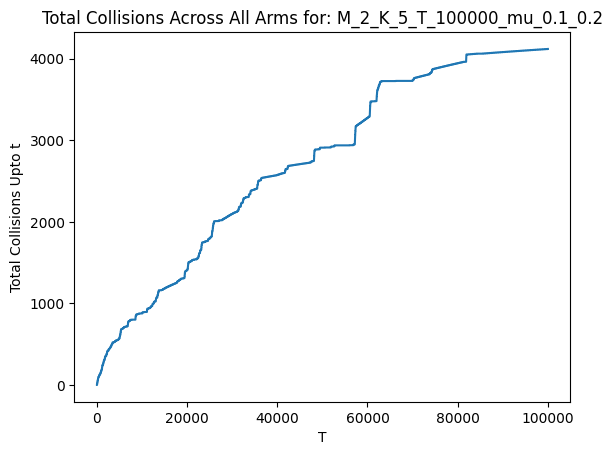 Total Collisions Across All Arms for: M_2_K_5_T_100000_mu_0.1_0.2
Total Collisions Upto t
4000
3000
2000
1000
0
0 20000 40000 60000 80000 100000
T